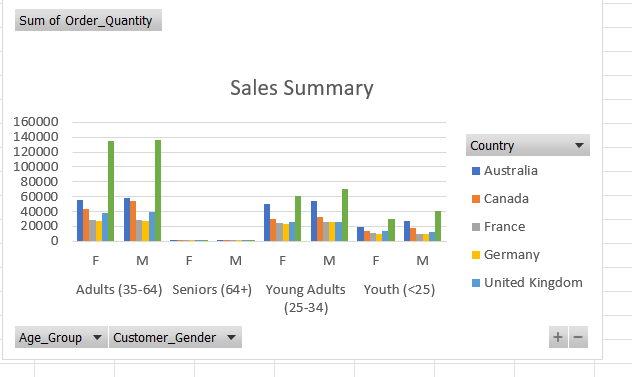 Sum of Order_Quantity
Sales Summary
160000
140000
120000
100000
80000
60000
40000
20000
0
F M F M F M F M
Adults (35-64) Seniors (64+) Young Adults (25-34) Youth (<25)
Country
Australia
Canada
France
Germany
United Kingdom
Age_Group Customer_Gender
+ −